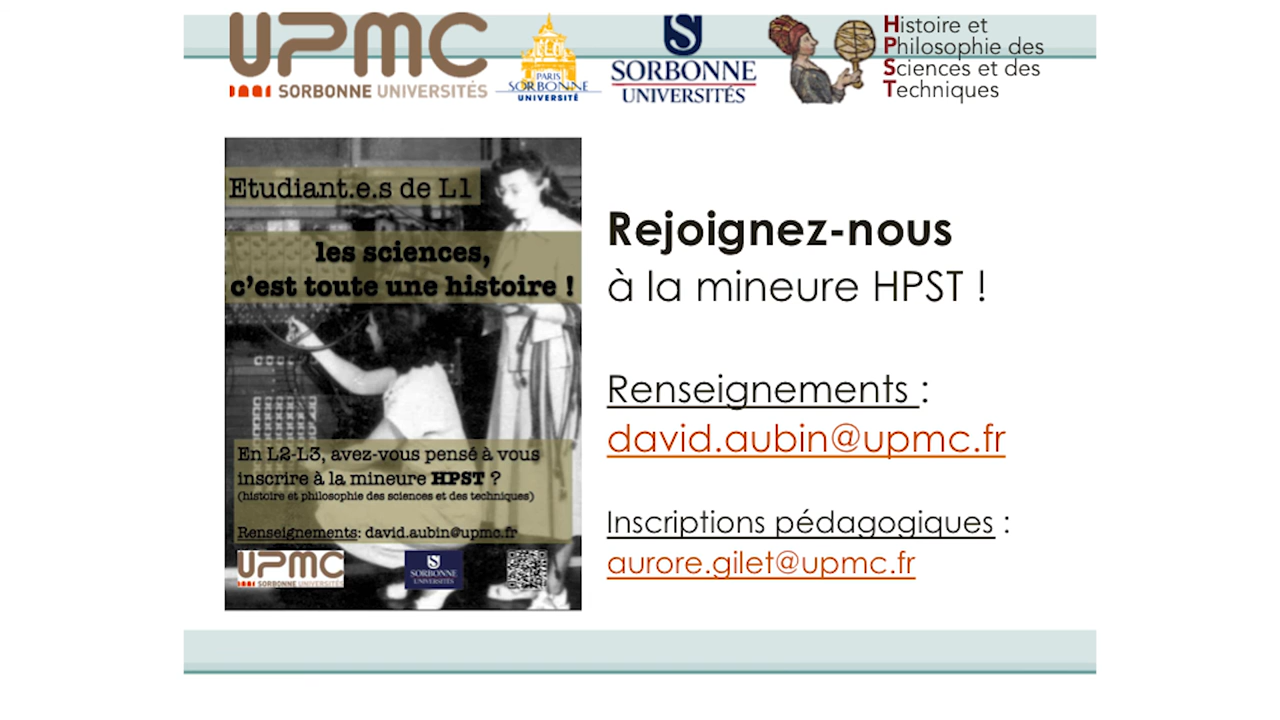 UPMC
SORBONNE UNIVERSITÉS
PARIS
SORBONNE
UNIVERSITÉ
S
SORBONNE
UNIVERSITÉS
Histoire et
Philosophie des
Sciences et des
Techniques
Etudiant.e.s de L1
les sciences,
c'est toute une histoire !
En L2-L3, avez-vous pensé à vous
inscrire à la mineure HPST ?
(histoire et philosophie des sciences et des techniques)
Renseignements: david.aubin@upmc.fr
UPMC
SORBONNE UNIVERSITÉS
S
SORBONNE
UNIVERSITÉS
Rejoignez-nous
à la mineure HPST !
Renseignements :
david.aubin@upmc.fr
Inscriptions pédagogiques :
aurore.gilet@upmc.fr